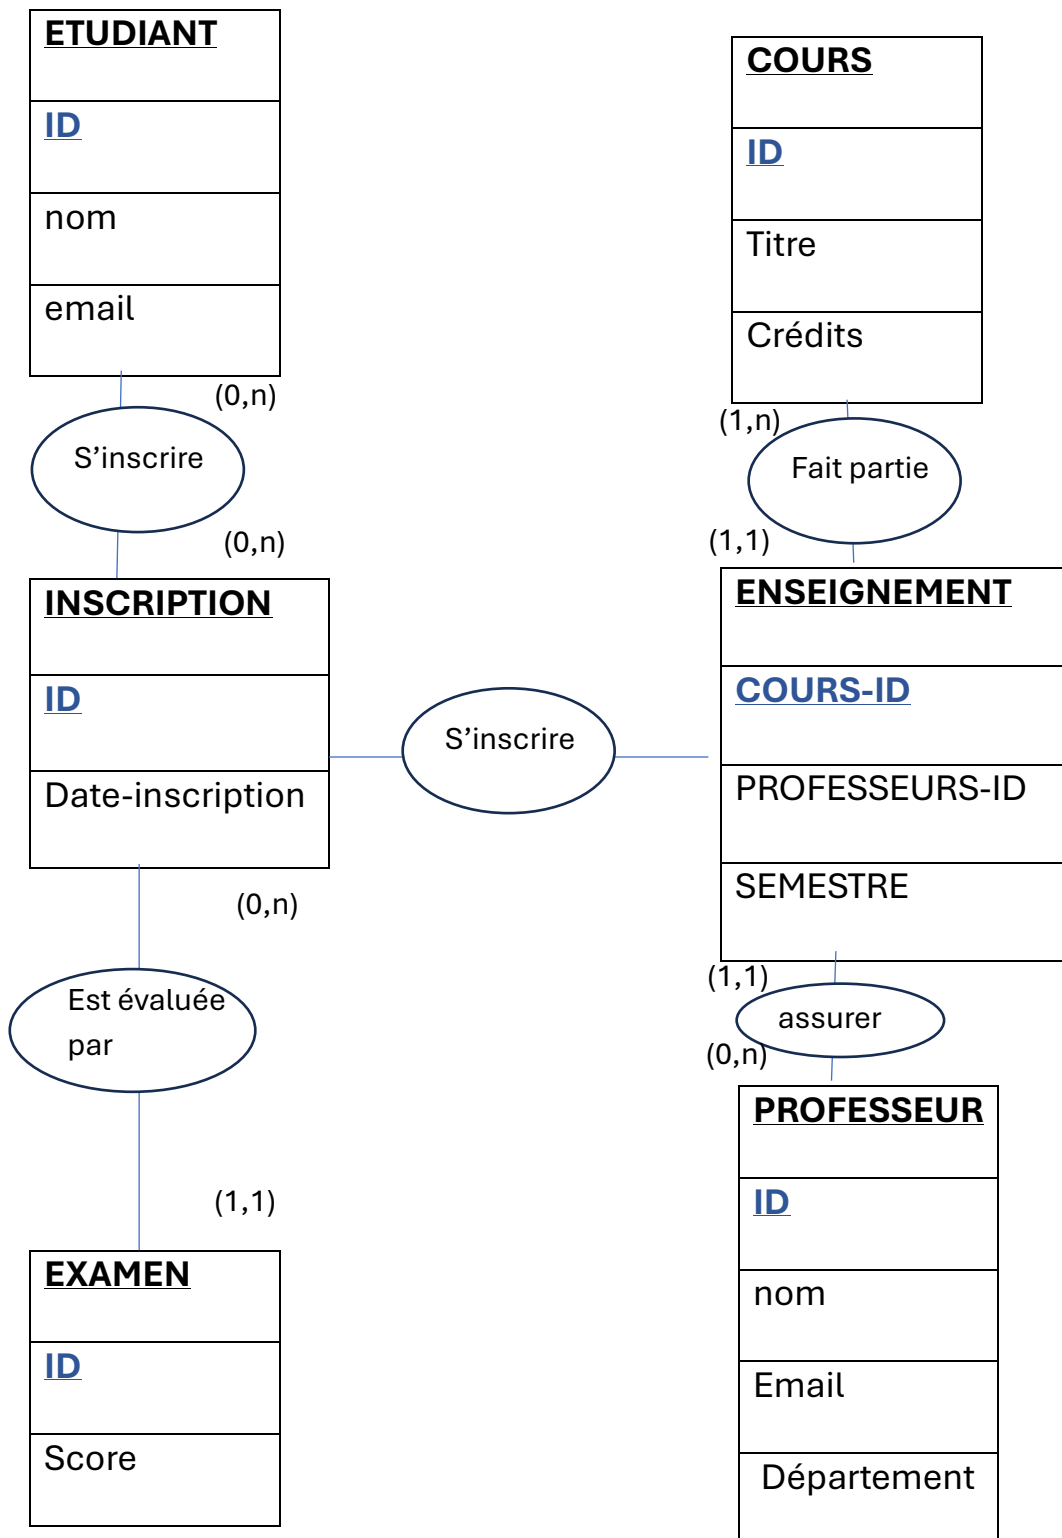 ETUDIANT
ID
nom
email
(0,n)
S'inscrire
(0,n)
INSCRIPTION
ID
Date-inscription
(0,n)
Est évaluée
par
(1,1)
EXAMEN
ID
Score
S'inscrire
COURS
ID
Titre
Crédits
(1,n)
Fait partie
(1,1)
ENSEIGNEMENT
COURS-ID
PROFESSEURS-ID
SEMESTRE
(1,1)
assurer
(0,n)
PROFESSEUR
ID
nom
Email
Département